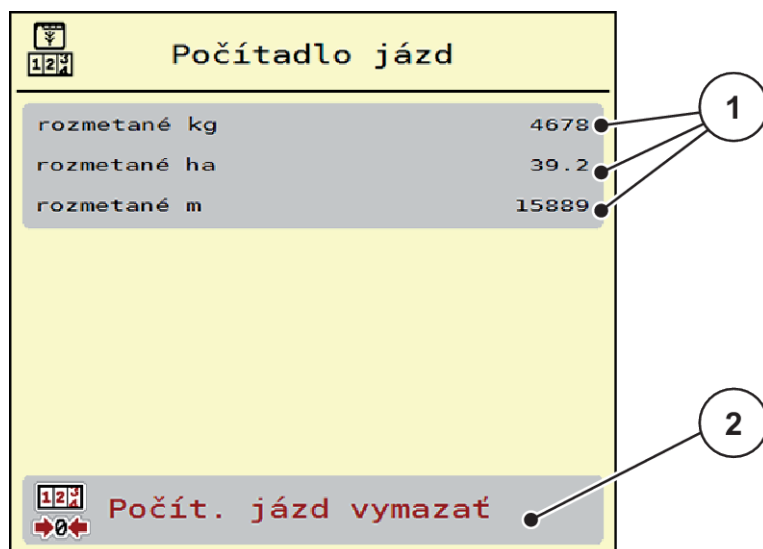 Počítadlo jázd
rozmetané kg 4678
rozmetané ha 39.2
rozmetané m 15889
1
2
Počít. jázd vymazať